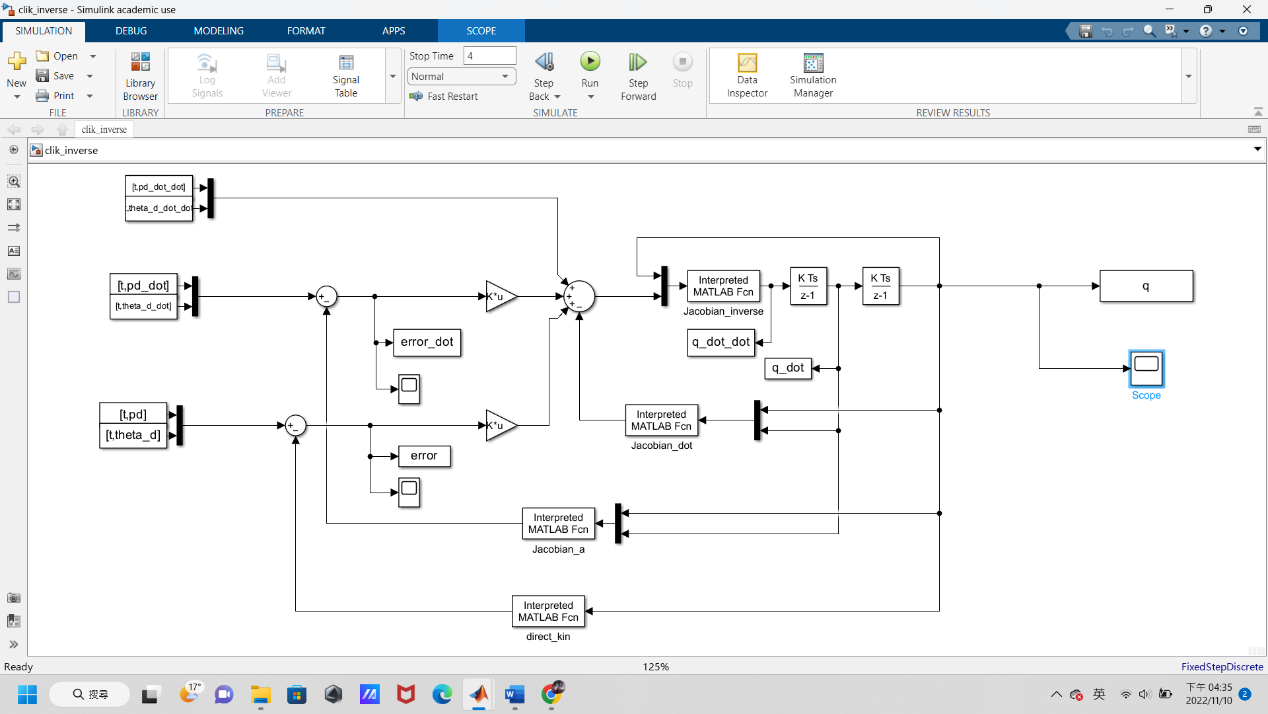 clik_inverse - Simulink academic use
SIMULATION DEBUG MODELING FORMAT APPS SCOPE
New
Open
Save
Print
FILE
Library
Browser
LIBRARY
Log
Signals
Add
Viewer
Signal
Table
PREPARE
Stop Time 4
Normal
Fast Restart
Step
Back
Run
Step
Forward
Stop
SIMULATE
Data
Inspector
Simulation
Manager
REVIEW RESULTS
clik_inverse
clik_inverse
[t,pd_dot_dot]
,theta_d_dot_dot
[t,pd_dot]
[t,theta_d_dot]
[t,pd]
[t,theta_d]
+
_
K*u
error_dot
+
_
K*u
error
+
+
+
_
Interpreted
MATLAB Fcn
Jacobian_inverse
K Ts
z-1
K Ts
z-1
q_dot_dot
q_dot
q
Scope
Interpreted
MATLAB Fcn
Jacobian_dot
Interpreted
MATLAB Fcn
Jacobian_a
Interpreted
MATLAB Fcn
direct_kin
Ready 125% FixedStepDiscrete
17°
搜尋
英
下午 04:35
2022/11/10
2